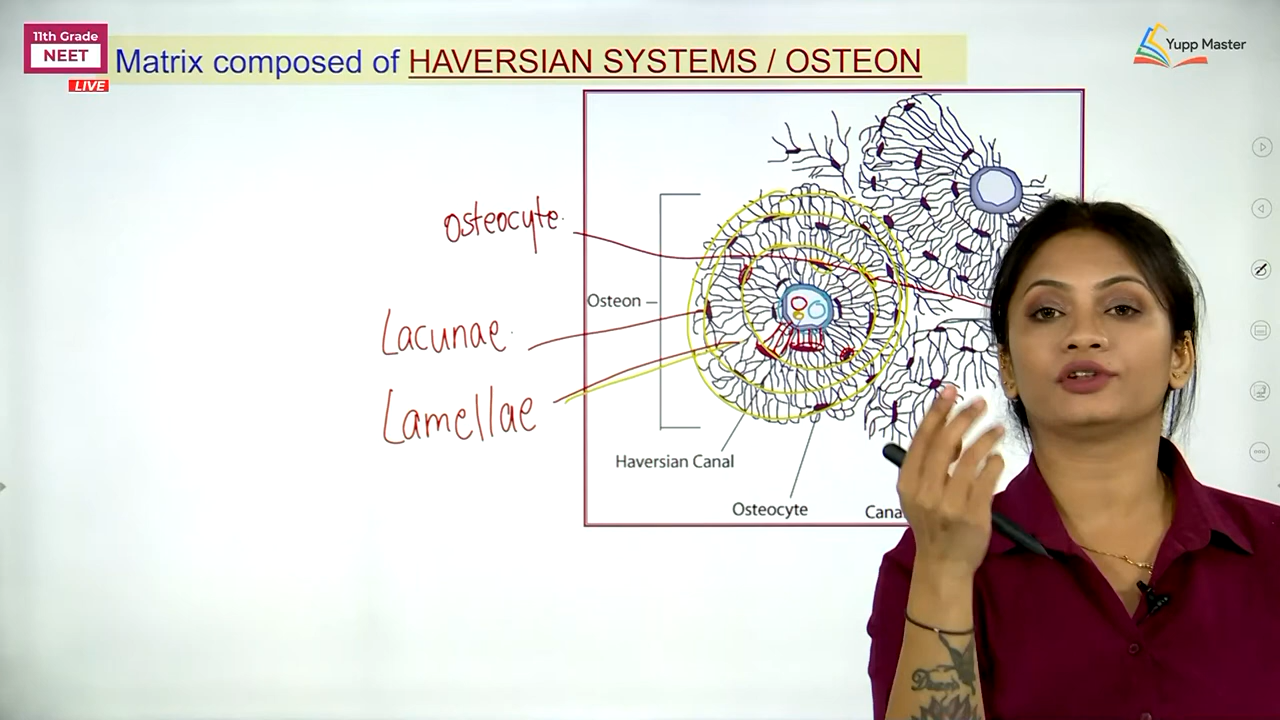 11th Grade
NEET
LIVE
Matrix composed of HAVERSIAN SYSTEMS / OSTEON
Yupp Master
Osteocyte.
Osteon
Lacunae.
Lamellae
Haversian Canal
Osteocyte
Cana